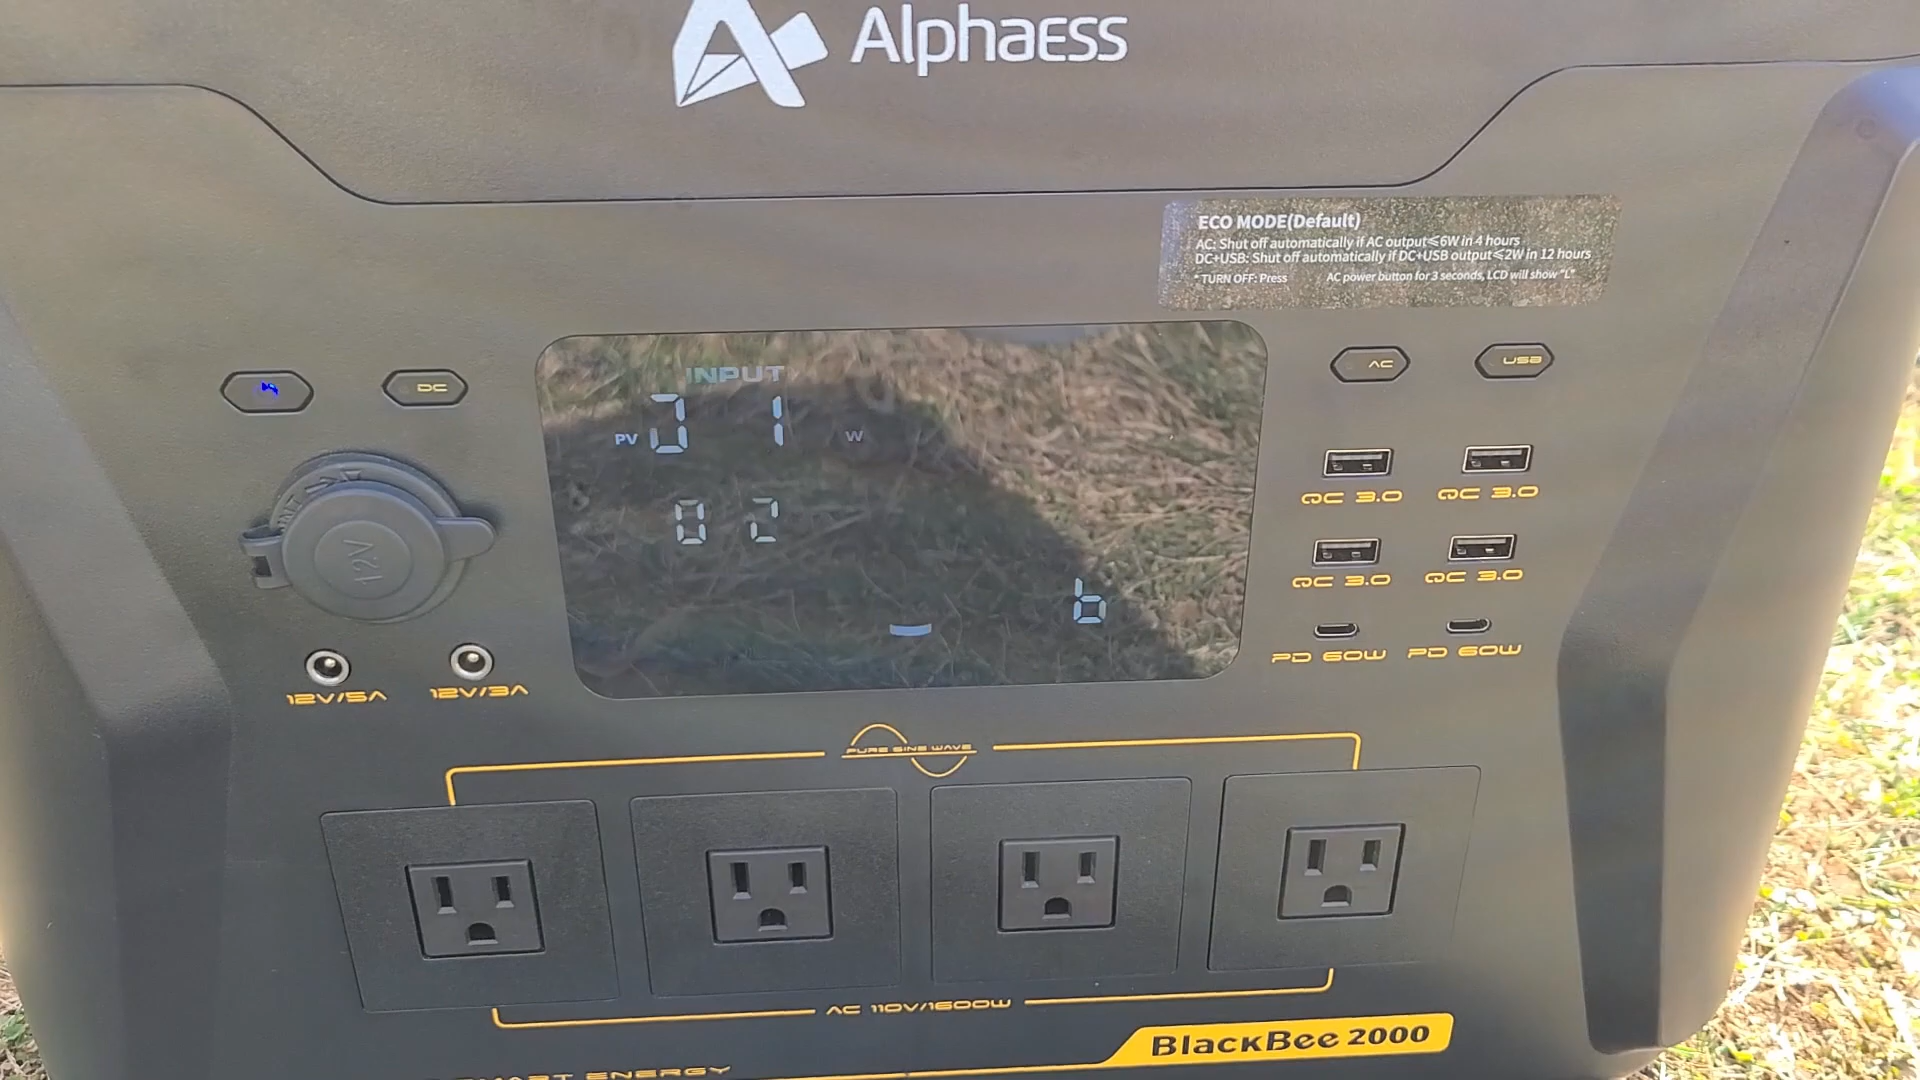 AlphaESS
ECO MODE(Default)
AC: Shut off automatically if AC output≤6W in 4 hours
DC+USB: Shut off automatically if DC+USB output≤2W in 12 hours
*TURN OFF: Press AC power button for 3 seconds, LCD will show "L"
DC
INPUT
PV
W
02
b
AC
USB
QC 3.0 QC 3.0
QC 3.0 QC 3.0
PD 60W PD 60W
12V
12V/5A 12V/3A
PURE SINE WAVE
AC 110V/1600W
BlackBee 2000
SMART ENERGY